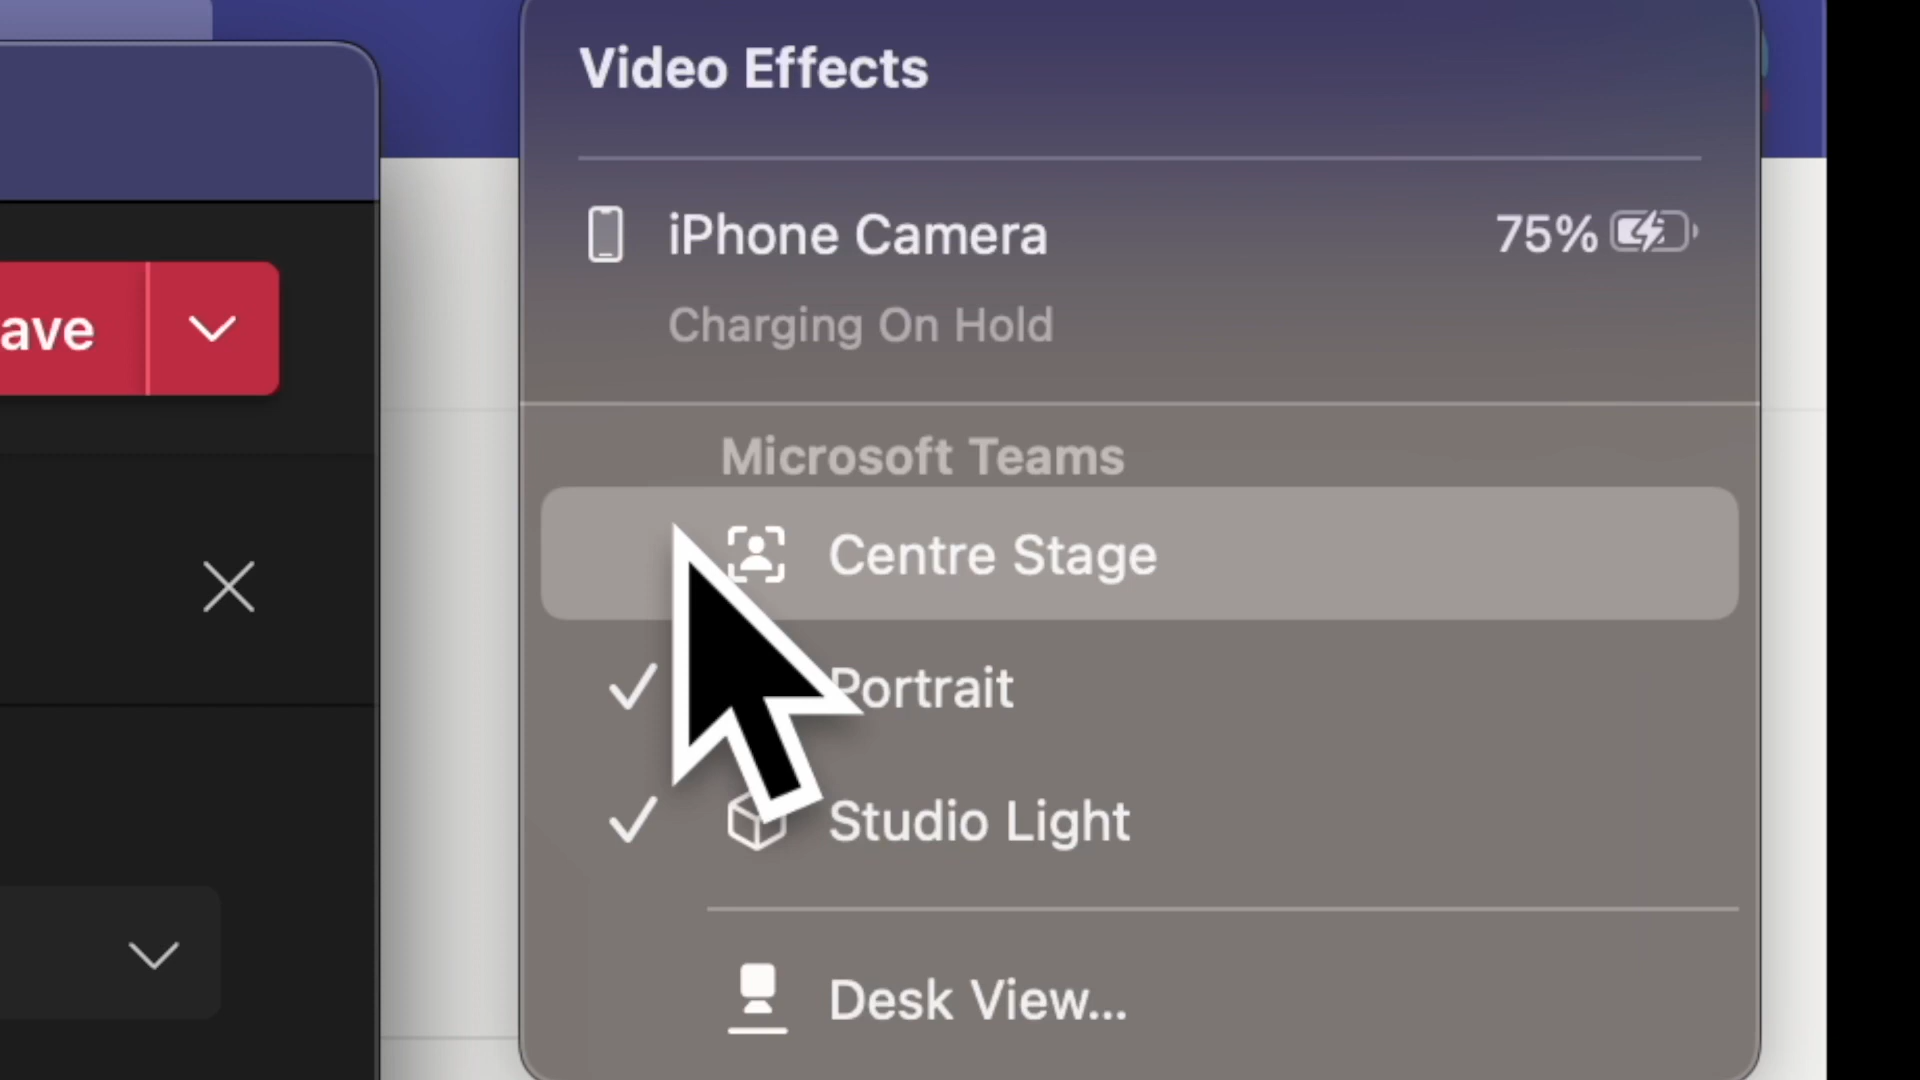 Video Effects
iPhone Camera 75%
Charging On Hold
ave
Microsoft Teams
Centre Stage
Portrait
Studio Light
Desk View...